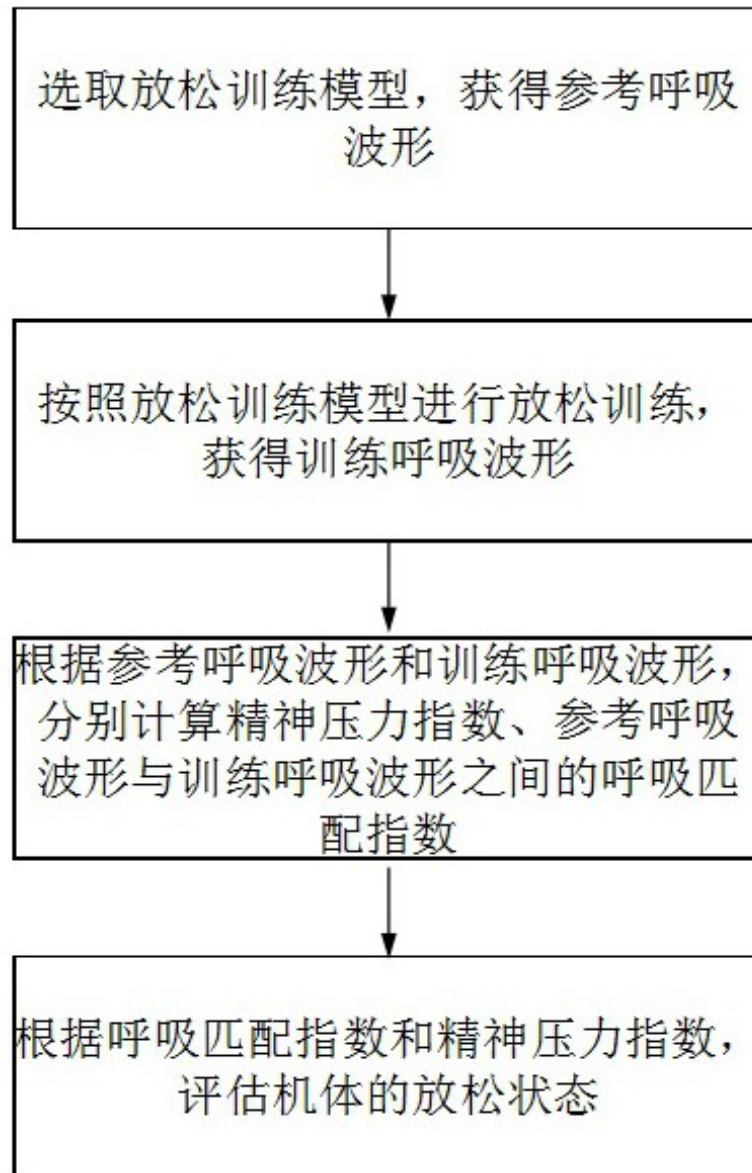 选取放松训练模型，获得参考呼吸
波形
按照放松训练模型进行放松训练，
获得训练呼吸波形
根据参考呼吸波形和训练呼吸波形，
分别计算精神压力指数、参考呼吸
波形与训练呼吸波形之间的呼吸匹
配指数
根据呼吸匹配指数和精神压力指数，
评估机体的放松状态